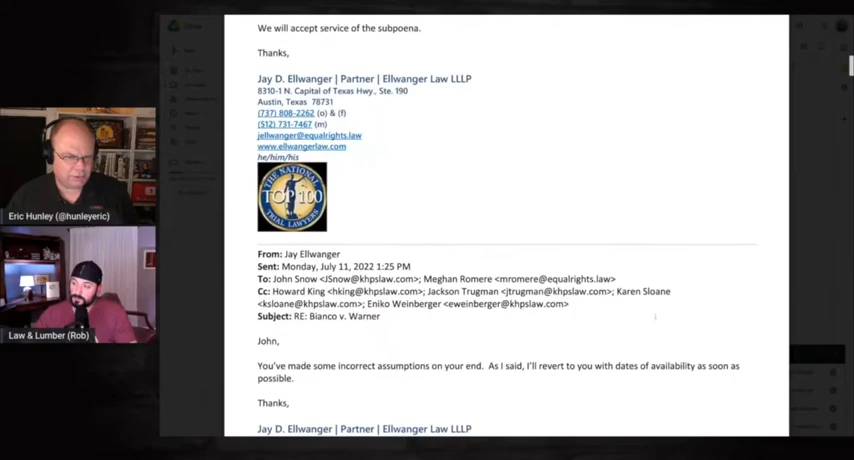 We will accept service of the subpoena.
Thanks,
Jay D. Ellwanger | Partner | Ellwanger Law LLLP
8310-1 N. Capital of Texas Hwy., Ste. 190
Austin, Texas 78731
(737) 808-2262 (o) & (f)
(512) 731-7467 (m)
jellwanger@equalrights.law
www.ellwangerlaw.com
he/him/his
THE NATIONAL
TOP 100
TRIAL LAWYERS
From: Jay Ellwanger
Sent: Monday, July 11, 2022 1:25 PM
To: John Snow <JSnow@khpslaw.com>; Meghan Romere <mromere@equalrights.law>
Cc: Howard King <hking@khpslaw.com>; Jackson Trugman <jtrugman@khpslaw.com>; Karen Sloane
<ksloane@khpslaw.com>; Eniko Weinberger <eweinberger@khpslaw.com>
Subject: RE: Bianco v. Warner
John,
You've made some incorrect assumptions on your end. As I said, I'll revert to you with dates of availability as soon as
possible.
Thanks,
Jay D. Ellwanger | Partner | Ellwanger Law LLLP
Eric Hunley (@hunleyeric)
Law & Lumber (Rob)